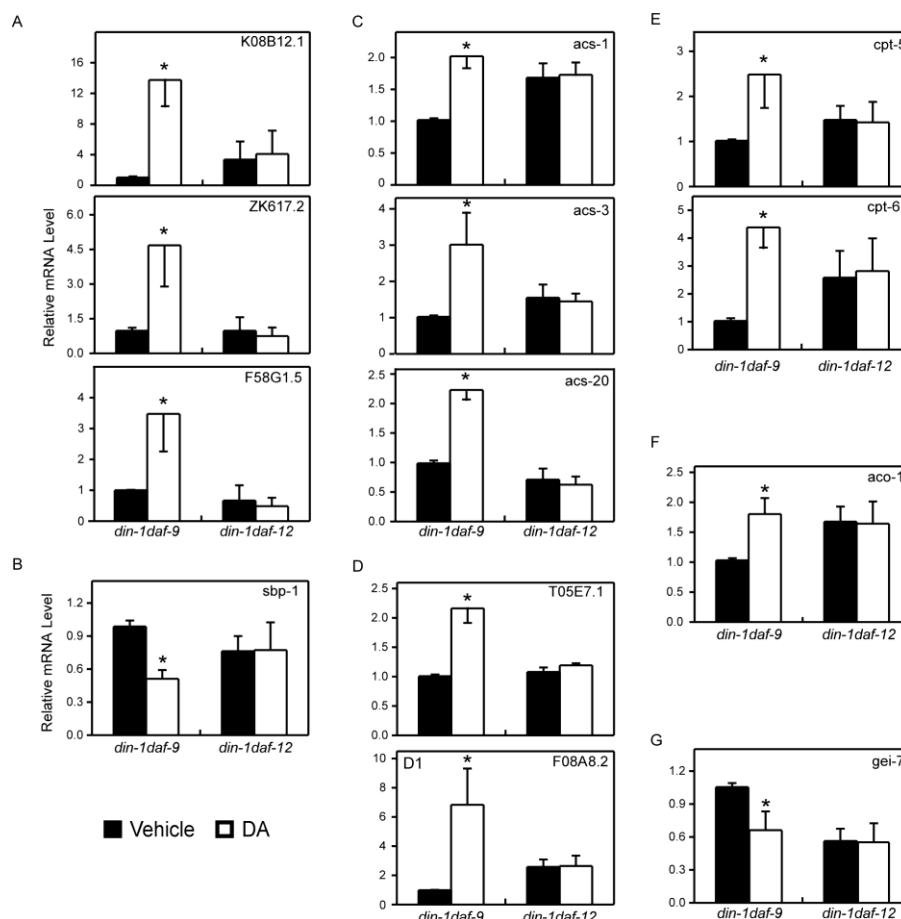 A
K08B12.1
16
12
8
4
0
ZK617.2
Relative mRNA Level
6.0
4.5
3.0
1.5
0.0
*
F58G1.5
4
3
2
1
0
*
*
din-1daf-9 din-1daf-12
B
sbp-1
Relative mRNA Level
1.2
0.9
0.6
0.3
0.0
*
din-1daf-9 din-1daf-12
Vehicle DA
C
acs-1
2.0
1.5
1.0
0.5
0.0
*
acs-3
4
3
2
1
0
*
acs-20
2.5
2.0
1.5
1.0
0.5
0.0
*
din-1daf-9 din-1daf-12
D
T05E7.1
2.5
2.0
1.5
1.0
0.5
0.0
*
D1
F08A8.2
10
8
6
4
2
0
*
din-1daf-9 din-1daf-12
E
cpt-5
3
2
1
0
*
cpt-6
5
4
3
2
1
0
*
din-1daf-9 din-1daf-12
F
aco-1
2.5
2.0
1.5
1.0
0.5
0.0
*
din-1daf-9 din-1daf-12
G
gei-7
1.2
0.9
0.6
0.3
0.0
*
din-1daf-9 din-1daf-12